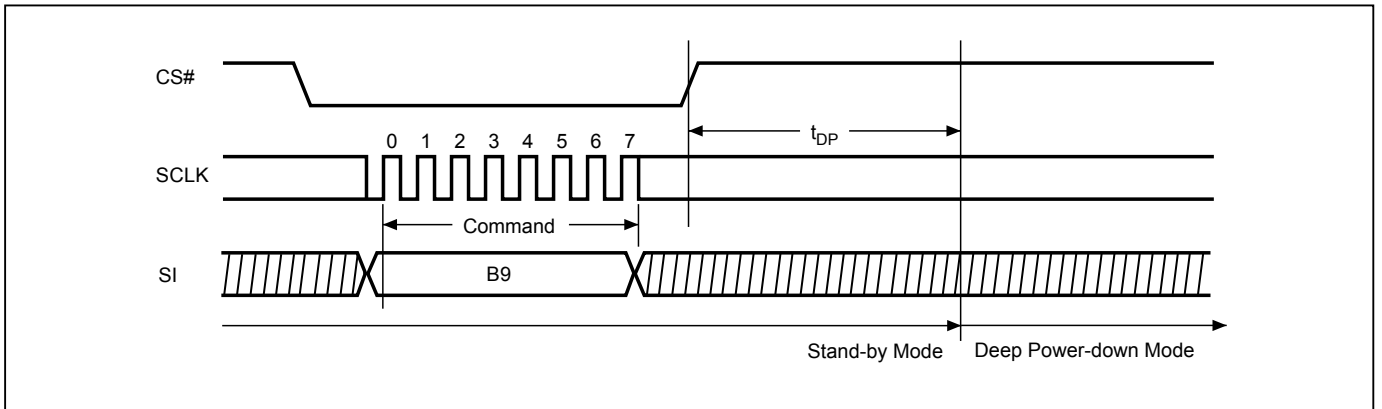 CS#
tDP
0 1 2 3 4 5 6 7
SCLK
Command
SI
B9
Stand-by Mode
Deep Power-down Mode